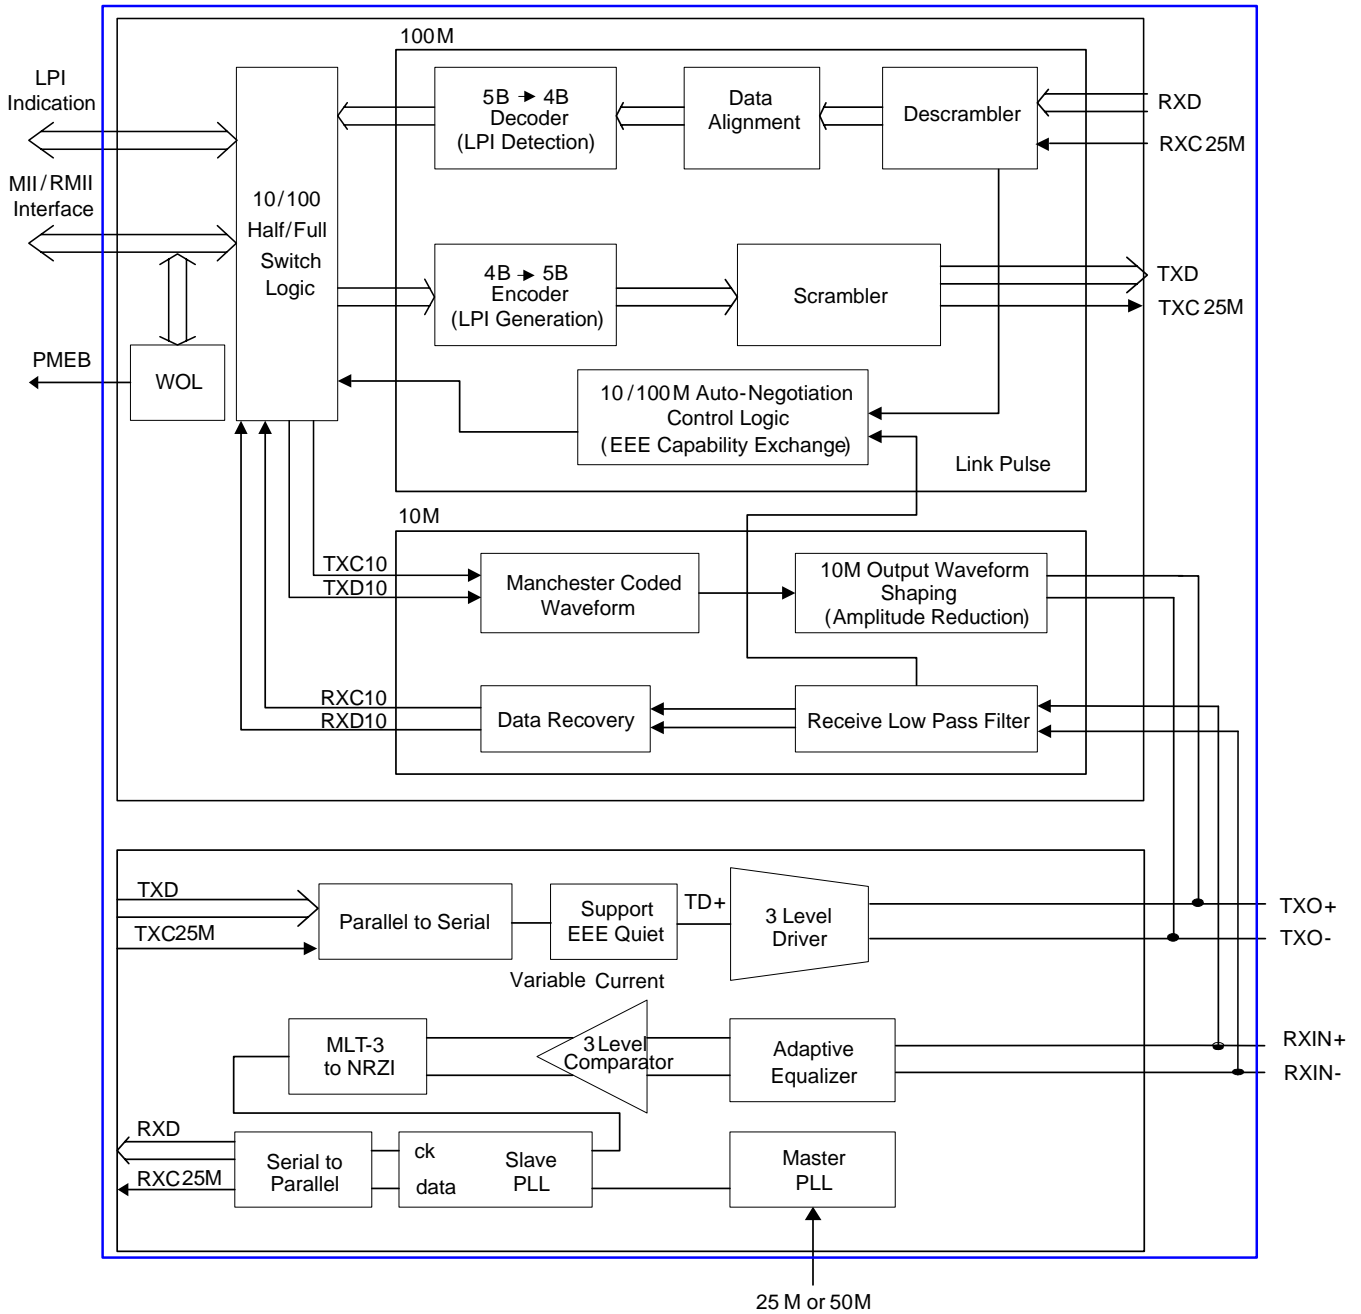 100M
LPI
Indication
MII/RMII
Interface
PMEB
WOL
10/100
Half/Full
Switch
Logic
5B → 4B
Decoder
(LPI Detection)
Data
Alignment
Descrambler
RXD
RXC 25M
4B → 5B
Encoder
(LPI Generation)
Scrambler
TXD
TXC 25M
10/100M Auto-Negotiation
Control Logic
(EEE Capability Exchange)
Link Pulse
10M
TXC10
TXD10
Manchester Coded
Waveform
10M Output Waveform
Shaping
(Amplitude Reduction)
RXC10
RXD10
Data Recovery
Receive Low Pass Filter
TXD
TXC25M
Parallel to Serial
Support
EEE Quiet
TD+
3 Level
Driver
TXO+
TXO-
Variable Current
MLT-3
to NRZI
3 Level
Comparator
Adaptive
Equalizer
RXIN+
RXIN-
RXD
RXC25M
Serial to
Parallel
ck
data
Slave
PLL
Master
PLL
25M or 50M